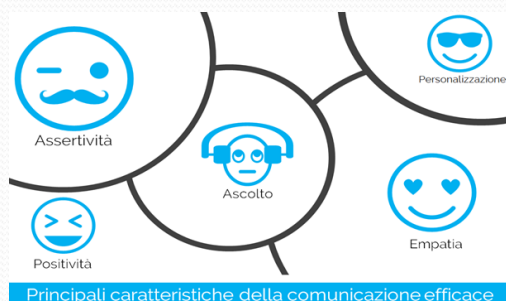 Personalizzazione
Assertività
Ascolto
Empatia
Positività
Principali caratteristiche della comunicazione efficace